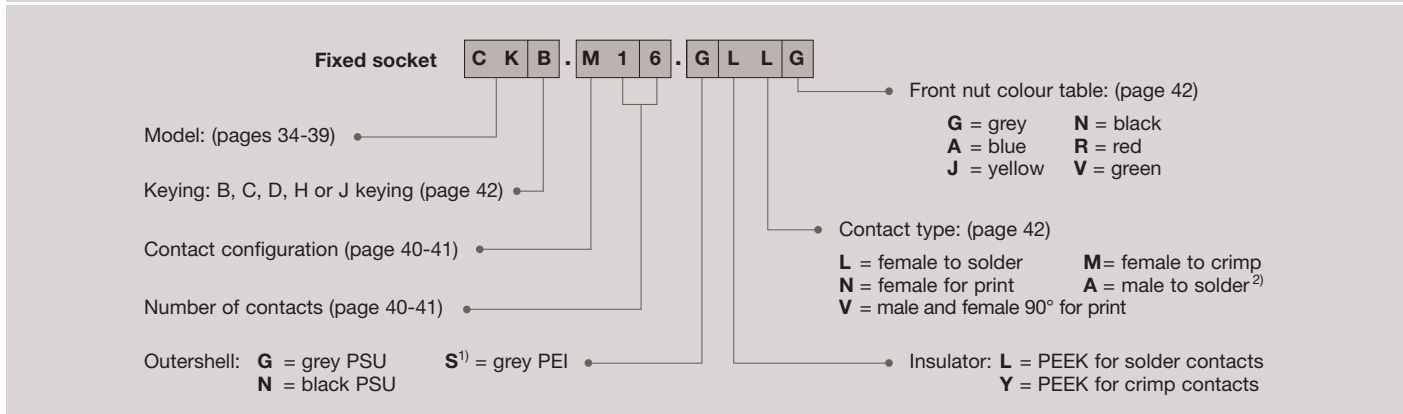 Fixed socket C K B . M 1 6 . G L L G
Model: (pages 34-39)
Keying: B, C, D, H or J keying (page 42)
Contact configuration (page 40-41)
Number of contacts (page 40-41)
Outershell: G = grey PSU S1) = grey PEI
N = black PSU
Front nut colour table: (page 42)
G = grey N = black
A = blue R = red
J = yellow V = green
Contact type: (page 42)
L = female to solder M= female to crimp
N = female for print A = male to solder2)
V = male and female 90° for print
Insulator: L = PEEK for solder contacts
Y = PEEK for crimp contacts